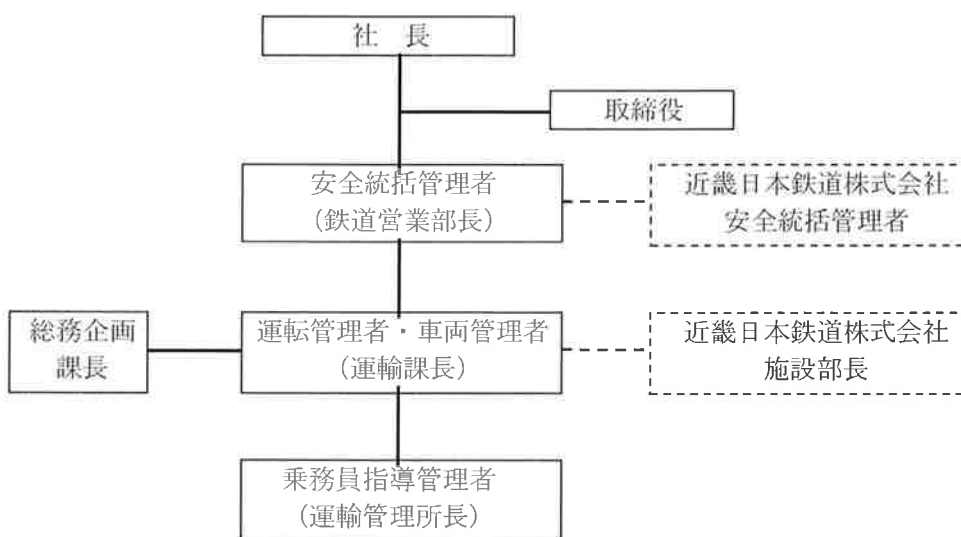 社 長
取締役
安全統括管理者
(鉄道営業部長)
近畿日本鉄道株式会社
安全統括管理者
総務企画
課長
運転管理者・車両管理者
(運輸課長)
近畿日本鉄道株式会社
施設部長
乗務員指導管理者
(運輸管理所長)